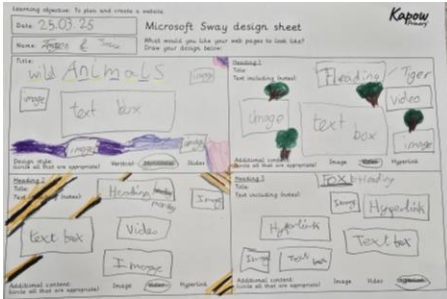 Learning objective: To plan and create a website.
Kapow
Primary
Date: 25.03.25
Microsoft Sway design sheet
Name: &
What would you like your web pages to look like?
Draw your design below:
Title:
wild Animals
image
image
text box
image
image
Design style:
(circle all that are appropriate)
Vertical
Slides
Heading 1
Title:
Text including (notes):
Heading / Tiger
Video
image
text box
image
Additional content:
(circle all that are appropriate)
Image
Video
Hyperlink
Heading 2
Title:
Text including (notes):
Heading
Image
text box
Video
Image
Additional content:
(circle all that are appropriate)
Image
Video
Hyperlink
Heading 3
Title:
Text including (notes):
Fox Heading
Image
Hyperlink
Hyperlink
Text box
Image
Text box
Additional content:
(circle all that are appropriate)
Image
Video
Hyperlink